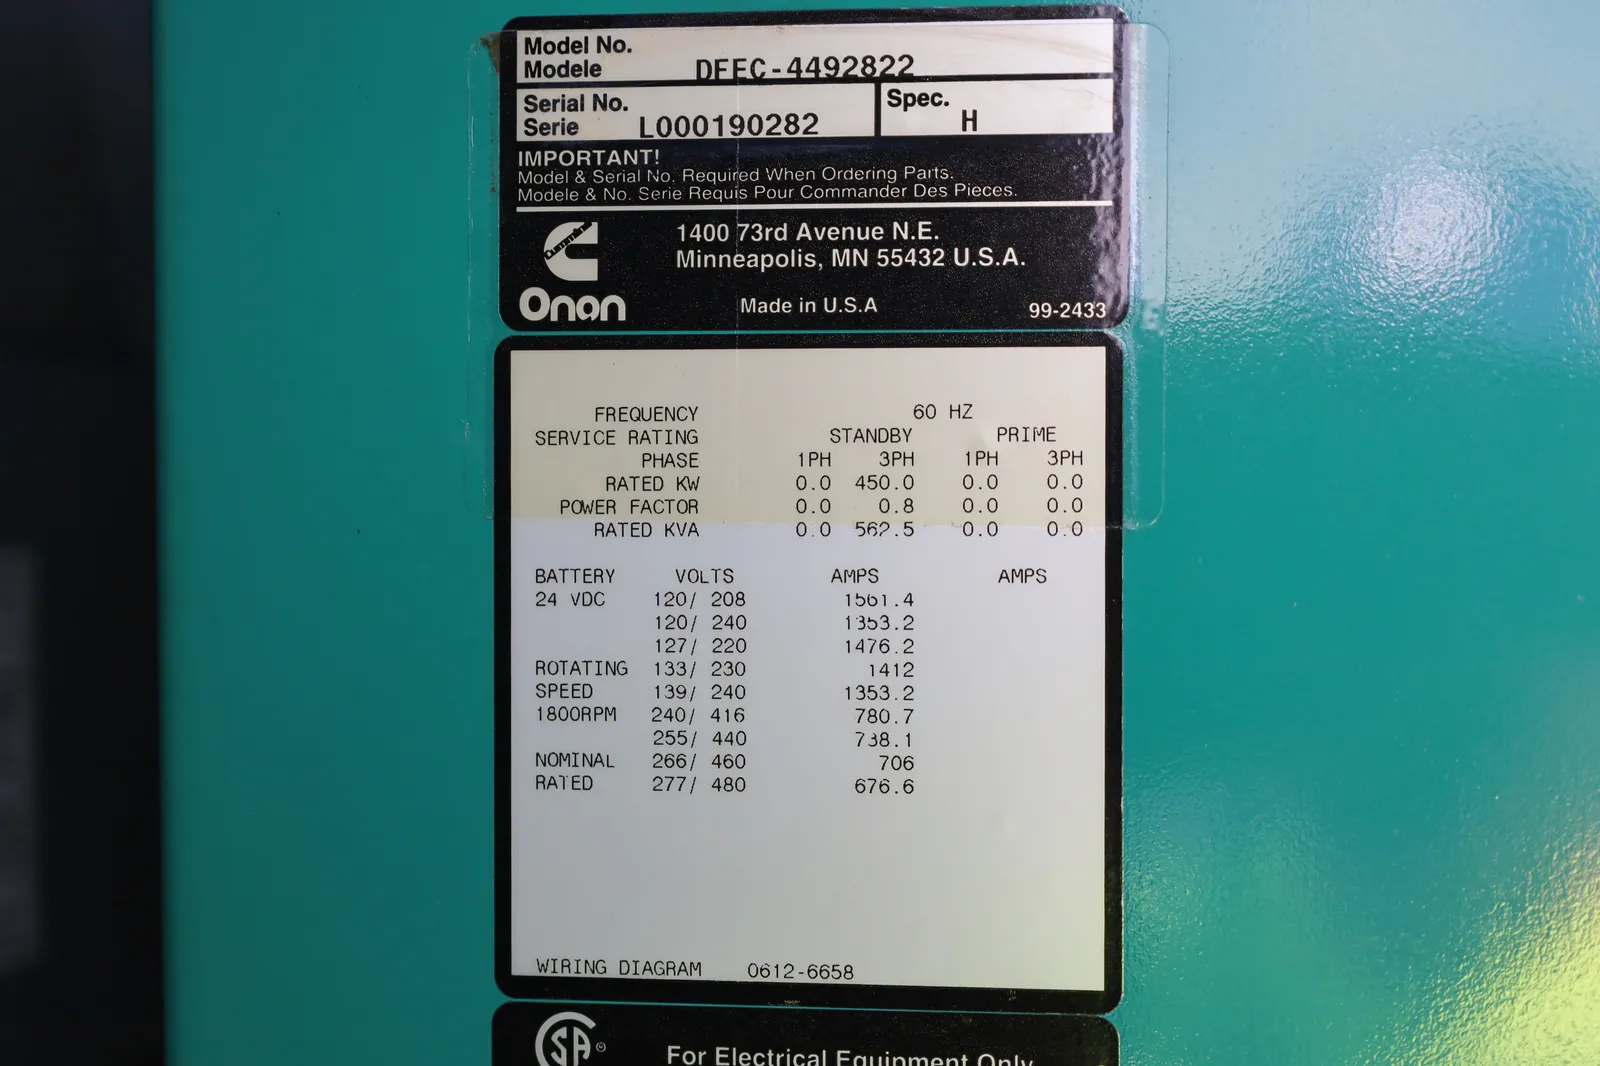 Model No.
Modele DFEC-4492822
Serial No. Spec.
Serie L000190282 H
IMPORTANT!
Model & Serial No. Required When Ordering Parts.
Modele & No. Serie Requis Pour Commander Des Pieces.
Cummins
Onan
1400 73rd Avenue N.E.
Minneapolis, MN 55432 U.S.A.
Made in U.S.A 99-2433
FREQUENCY 60 HZ
SERVICE RATING STANDBY PRIME
PHASE 1PH 3PH 1PH 3PH
RATED KW 0.0 450.0 0.0 0.0
POWER FACTOR 0.0 0.8 0.0 0.0
RATED KVA 0.0 562.5 0.0 0.0
BATTERY VOLTS AMPS AMPS
24 VDC 120/ 208 1561.4
120/ 240 1353.2
127/ 220 1476.2
ROTATING 133/ 230 1412
SPEED 139/ 240 1353.2
1800RPM 240/ 416 780.7
255/ 440 738.1
NOMINAL 266/ 460 706
RATED 277/ 480 676.6
WIRING DIAGRAM 0612-6658
SA
For Electrical Equipment Only